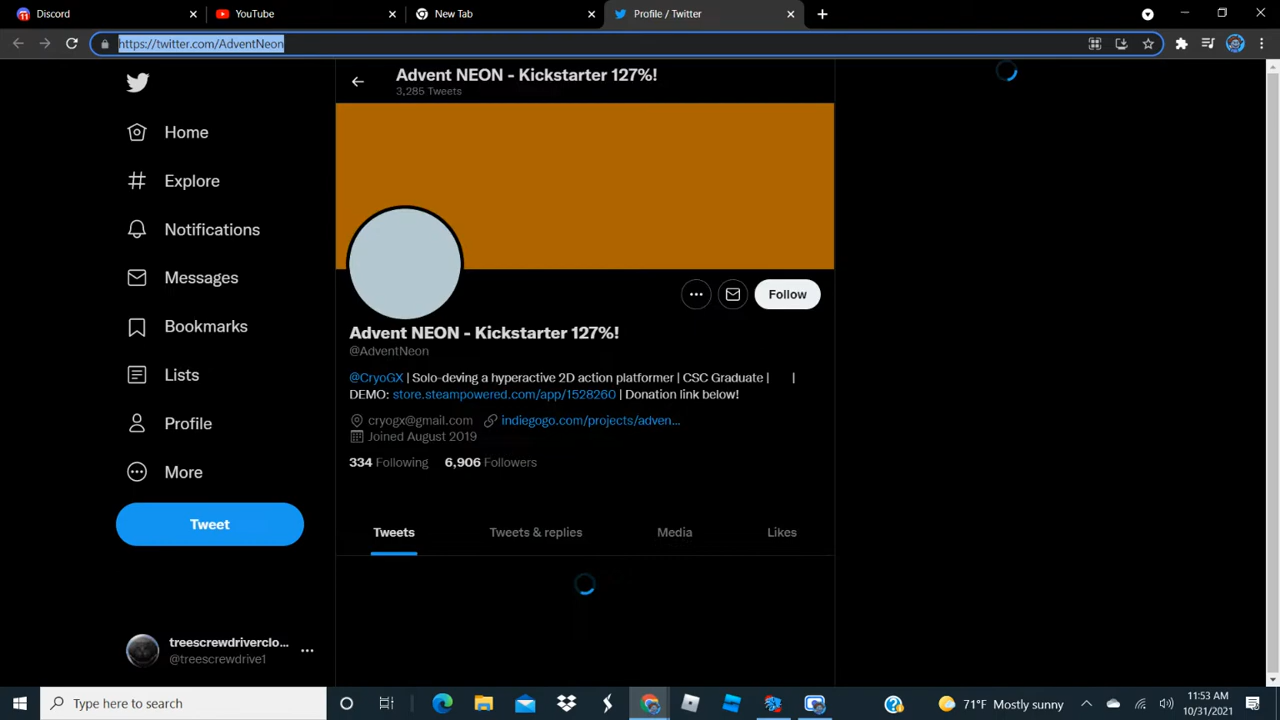 Discord
YouTube
New Tab
Profile / Twitter
https://twitter.com/AdventNeon
Advent NEON - Kickstarter 127%!
3,285 Tweets
Home
Explore
Notifications
Messages
Bookmarks
Lists
Profile
More
Tweet
treescrewdriverclo...
@treescrewdrive1
Follow
Advent NEON - Kickstarter 127%!
@AdventNeon
@CryoGX | Solo-deving a hyperactive 2D action platformer | CSC Graduate | |
DEMO: store.steampowered.com/app/1528260 | Donation link below!
cryogx@gmail.com indiegogo.com/projects/adven...
Joined August 2019
334 Following 6,906 Followers
Tweets Tweets & replies Media Likes
Type here to search
71°F Mostly sunny
11:53 AM
10/31/2021